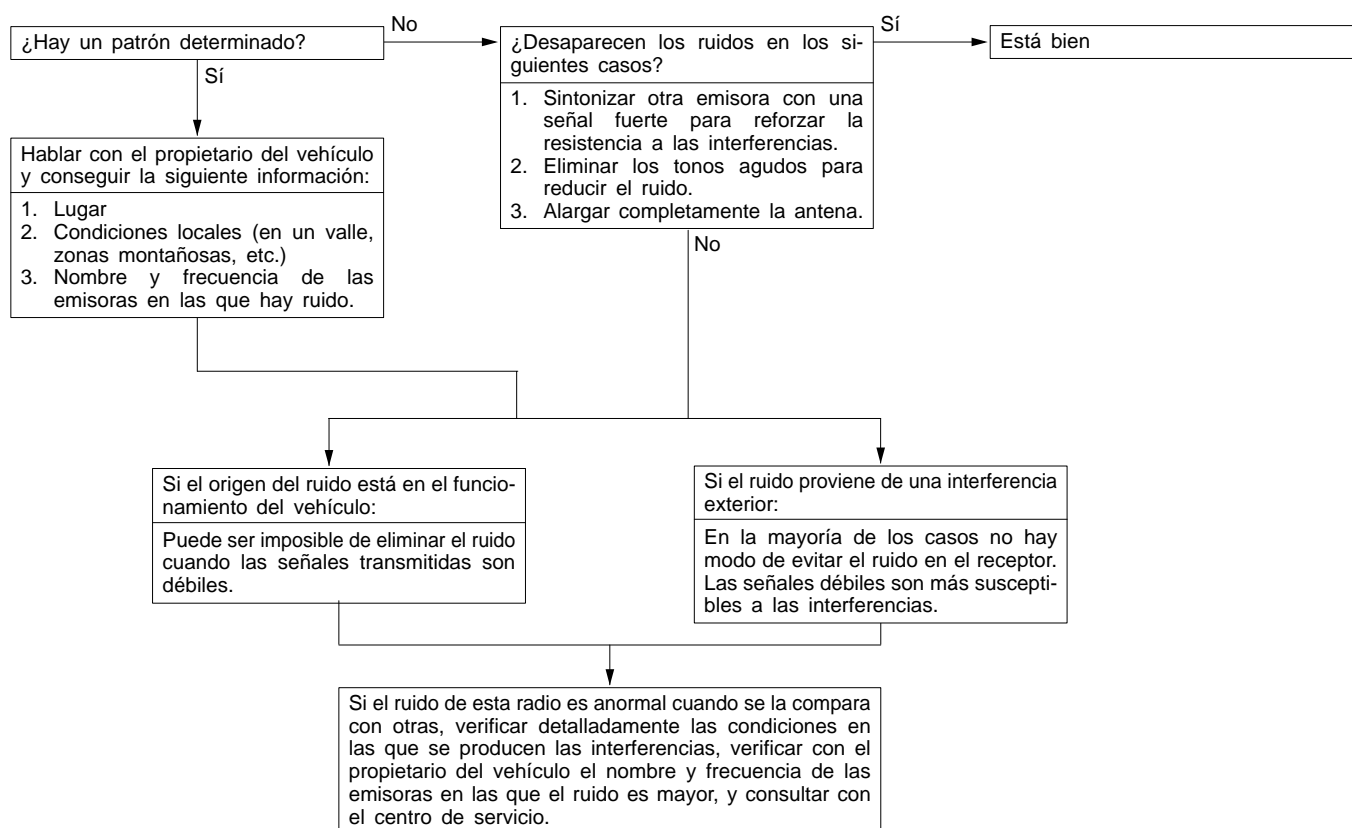 ¿Hay un patrón determinado?
No
¿Desaparecen los ruidos en los si-
guientes casos?
Sí
Está bien
Sí
1. Sintonizar otra emisora con una
señal fuerte para reforzar la
resistencia a las interferencias.
2. Eliminar los tonos agudos para
reducir el ruido.
3. Alargar completamente la antena.
Hablar con el propietario del vehículo
y conseguir la siguiente información:
1. Lugar
2. Condiciones locales (en un valle,
zonas montañosas, etc.)
3. Nombre y frecuencia de las
emisoras en las que hay ruido.
No
Si el origen del ruido está en el funcio-
namiento del vehículo:
Puede ser imposible de eliminar el ruido
cuando las señales transmitidas son
débiles.
Si el ruido proviene de una interferencia
exterior:
En la mayoría de los casos no hay
modo de evitar el ruido en el receptor.
Las señales débiles son más suscepti-
bles a las interferencias.
Si el ruido de esta radio es anormal cuando se la compara
con otras, verificar detalladamente las condiciones en
las que se producen las interferencias, verificar con el
propietario del vehículo el nombre y frecuencia de las
emisoras en las que el ruido es mayor, y consultar con
el centro de servicio.